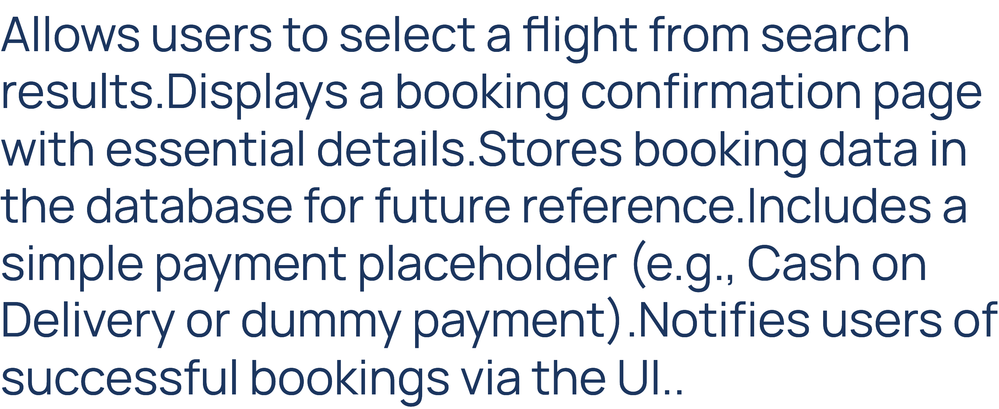 Allows users to select a flight from search
results.Displays a booking confirmation page
with essential details.Stores booking data in
the database for future reference.Includes a
simple payment placeholder (e.g., Cash on
Delivery or dummy payment).Notifies users of
successful bookings via the UI..